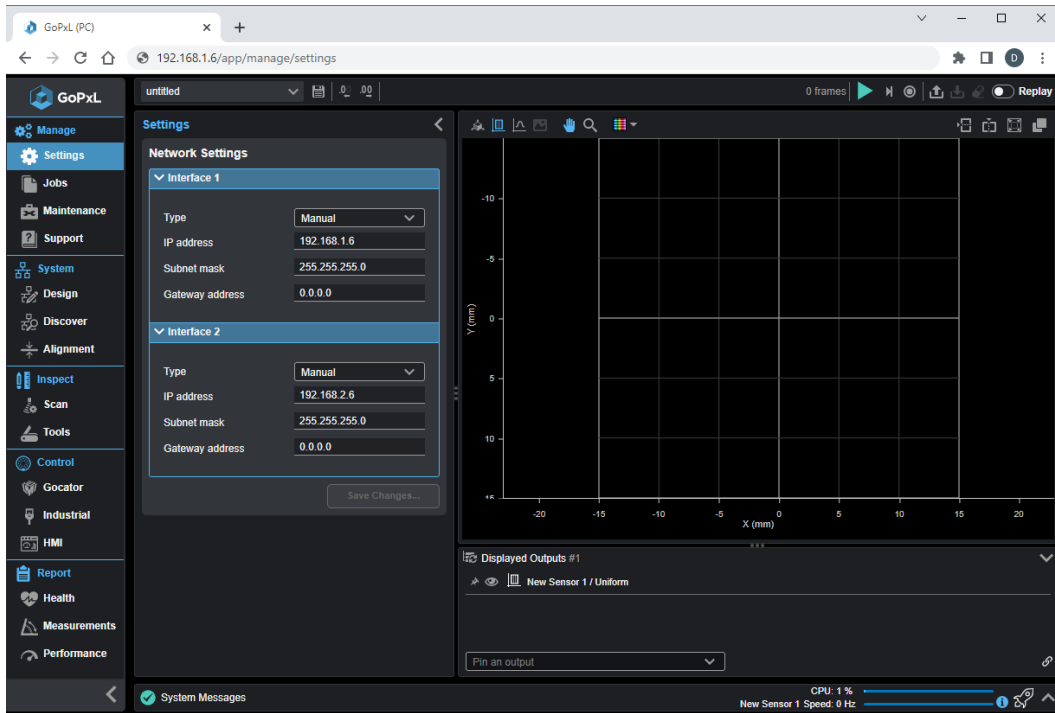 GoPxL (PC)
192.168.1.6/app/manage/settings
D
GoPxL
untitled
0 frames
Replay
Manage
Settings
Jobs
Maintenance
Support
System
Design
Discover
Alignment
Inspect
Scan
Tools
Control
Gocator
Industrial
HMI
Report
Health
Measurements
Performance
Settings
Network Settings
Interface 1
Type Manual
IP address 192.168.1.6
Subnet mask 255.255.255.0
Gateway address 0.0.0.0
Interface 2
Type Manual
IP address 192.168.2.6
Subnet mask 255.255.255.0
Gateway address 0.0.0.0
Save Changes...
-10
-5
0
5
10
15
Y (mm)
-20 -15 -10 -5 0 5 10 15 20
X (mm)
Displayed Outputs #1
New Sensor 1 / Uniform
Pin an output
System Messages
CPU: 1 %
New Sensor 1 Speed: 0 Hz